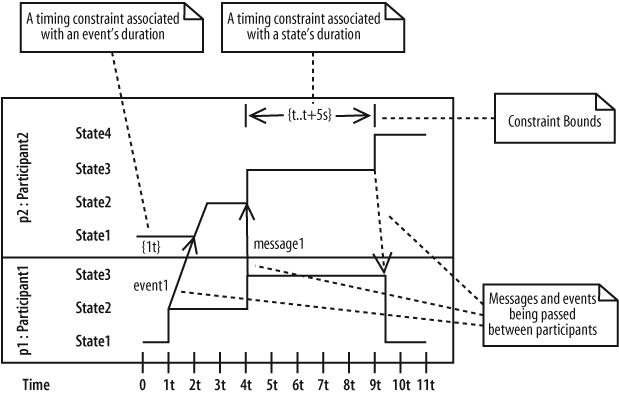 A timing constraint associated
with an event's duration
A timing constraint associated
with a state's duration
{t..t+5s}
Constraint Bounds
p2 : Participant2
State4
State3
State2
State1
{1t}
message1
event1
p1 : Participant1
State3
State2
State1
Messages and events
being passed
between participants
Time
0 1t 2t 3t 4t 5t 6t 7t 8t 9t 10t 11t